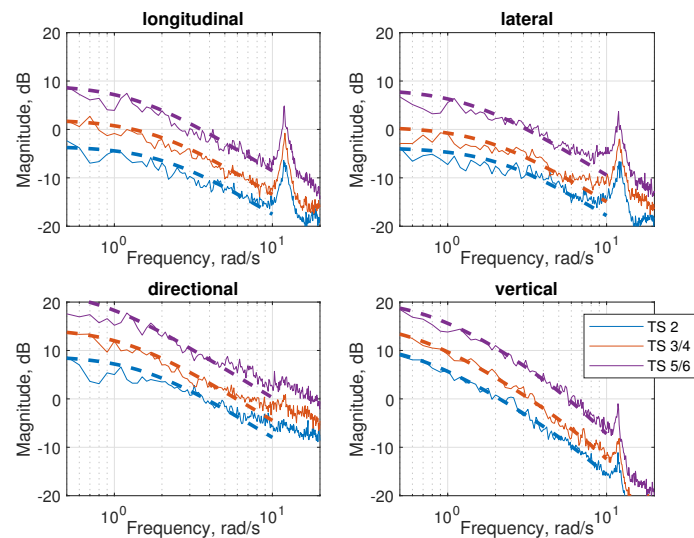 longitudinal
lateral
20
10
0
-10
-20
Magnitude, dB
10^0
10^1
Frequency, rad/s
20
10
0
-10
-20
Magnitude, dB
10^0
10^1
Frequency, rad/s
directional
vertical
20
10
0
-10
-20
Magnitude, dB
10^0
10^1
Frequency, rad/s
20
10
0
-10
-20
Magnitude, dB
10^0
10^1
Frequency, rad/s
TS 2
TS 3/4
TS 5/6